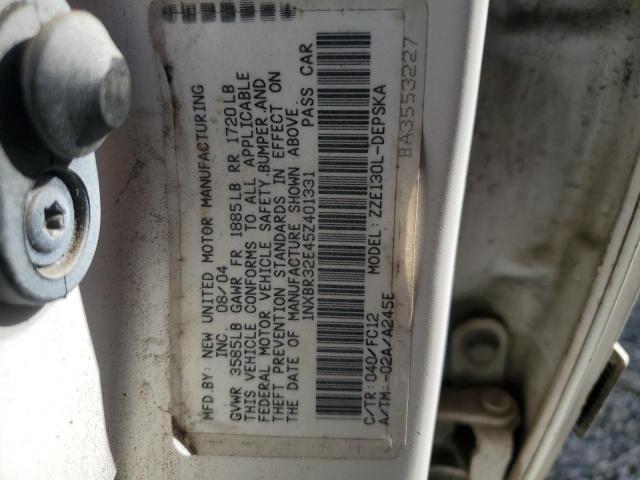 MFD.BY: NEW UNITED MOTOR MANUFACTURING
INC. 08/04
GVWR 3585LB GAWR FR 1885LB RR 1720LB
THIS VEHICLE CONFORMS TO ALL APPLICABLE
FEDERAL MOTOR VEHICLE SAFETY,BUMPER,AND
THEFT PREVENTION STANDARDS IN EFFECT ON
THE DATE OF MANUFACTURE SHOWN ABOVE.
1NXBR32E45Z401331 PASS CAR
C/TR: 040/FC12 MODEL: ZZE130L-DEPSKA
A/TM:-02A/A245E
BA3553227